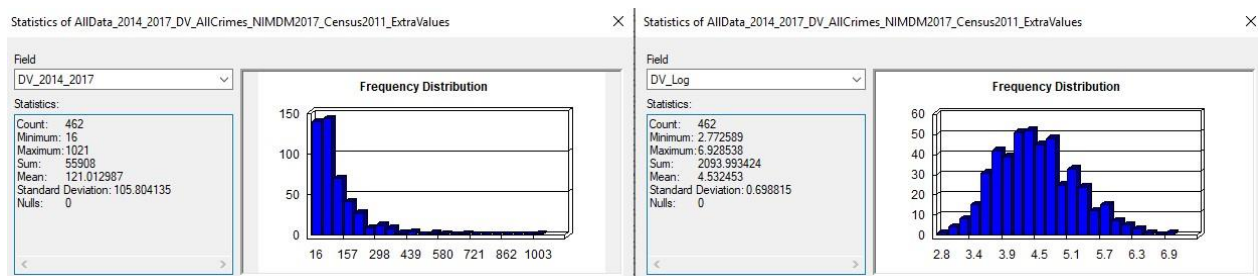 Statistics of AllData_2014_2017_DV_AllCrimes_NIMDM2017_Census2011_ExtraValues
Field
DV_2014_2017
Statistics:
Count: 462
Minimum: 16
Maximum: 1021
Sum: 55908
Mean: 121.012987
Standard Deviation: 105.804135
Nulls: 0
Frequency Distribution
150
100
50
0
16 157 298 439 580 721 862 1003
Statistics of AllData_2014_2017_DV_AllCrimes_NIMDM2017_Census2011_ExtraValues
Field
DV_Log
Statistics:
Count: 462
Minimum: 2.772589
Maximum: 6.928538
Sum: 2093.993424
Mean: 4.532453
Standard Deviation: 0.698815
Nulls: 0
Frequency Distribution
60
50
40
30
20
10
0
2.8 3.4 3.9 4.5 5.1 5.7 6.3 6.9